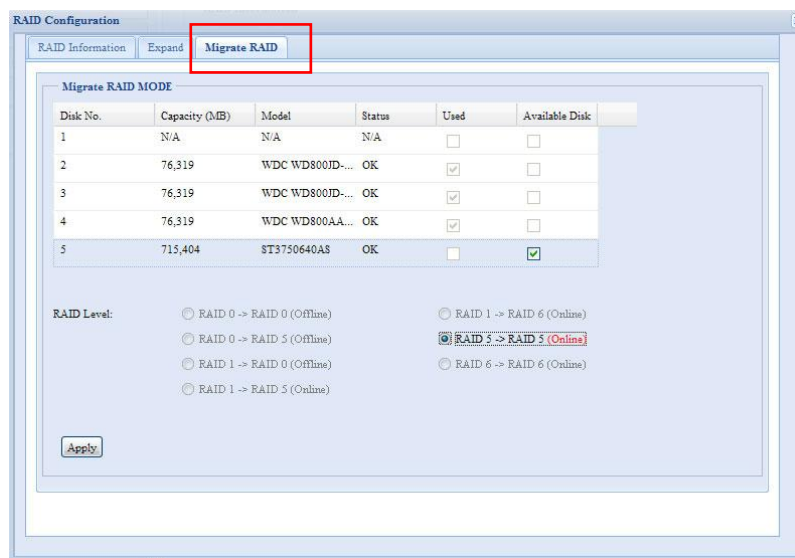 RAID Configuration
RAID Information Expand Migrate RAID
Migrate RAID MODE
Disk No. Capacity (MB) Model Status Used Available Disk
1 N/A N/A N/A
2 76,319 WDC WD800JD-... OK
3 76,319 WDC WD800JD-... OK
4 76,319 WDC WD800AA... OK
5 715,404 ST3750640AS OK
RAID Level: RAID 0 -> RAID 0 (Offline) RAID 1 -> RAID 6 (Online)
RAID 0 -> RAID 5 (Offline) RAID 5 -> RAID 5 (Online)
RAID 1 -> RAID 0 (Offline) RAID 6 -> RAID 6 (Online)
RAID 1 -> RAID 5 (Online)
Apply